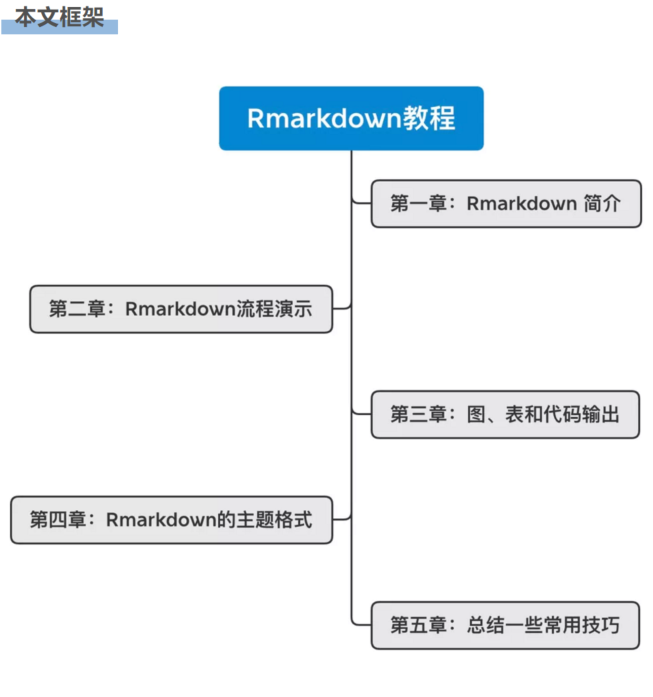 本文框架
Rmarkdown教程
第一章：Rmarkdown 简介
第二章：Rmarkdown流程演示
第三章：图、表和代码输出
第四章：Rmarkdown的主题格式
第五章：总结一些常用技巧